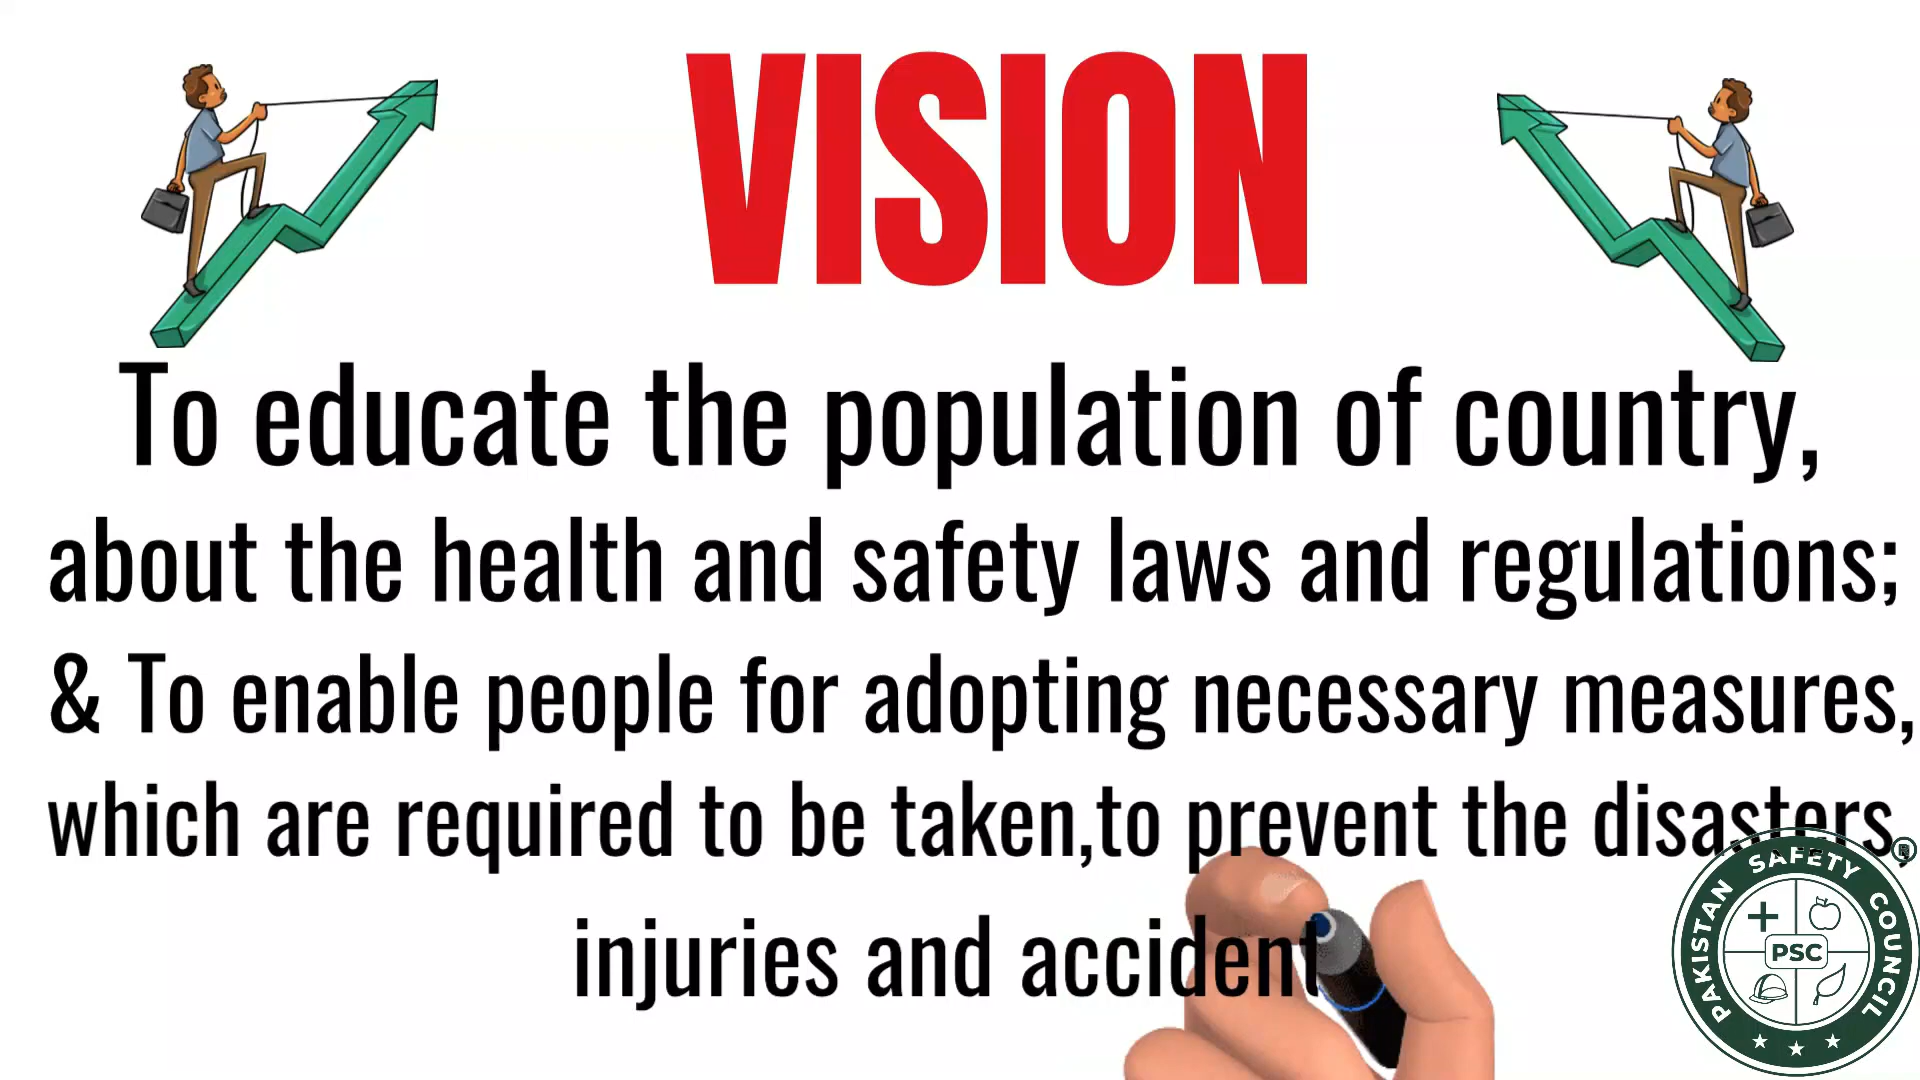 VISION
To educate the population of country,
about the health and safety laws and regulations;
& To enable people for adopting necessary measures,
which are required to be taken,to prevent the disasters,
injuries and accident
PAKISTAN SAFETY COUNCIL
PSC
®